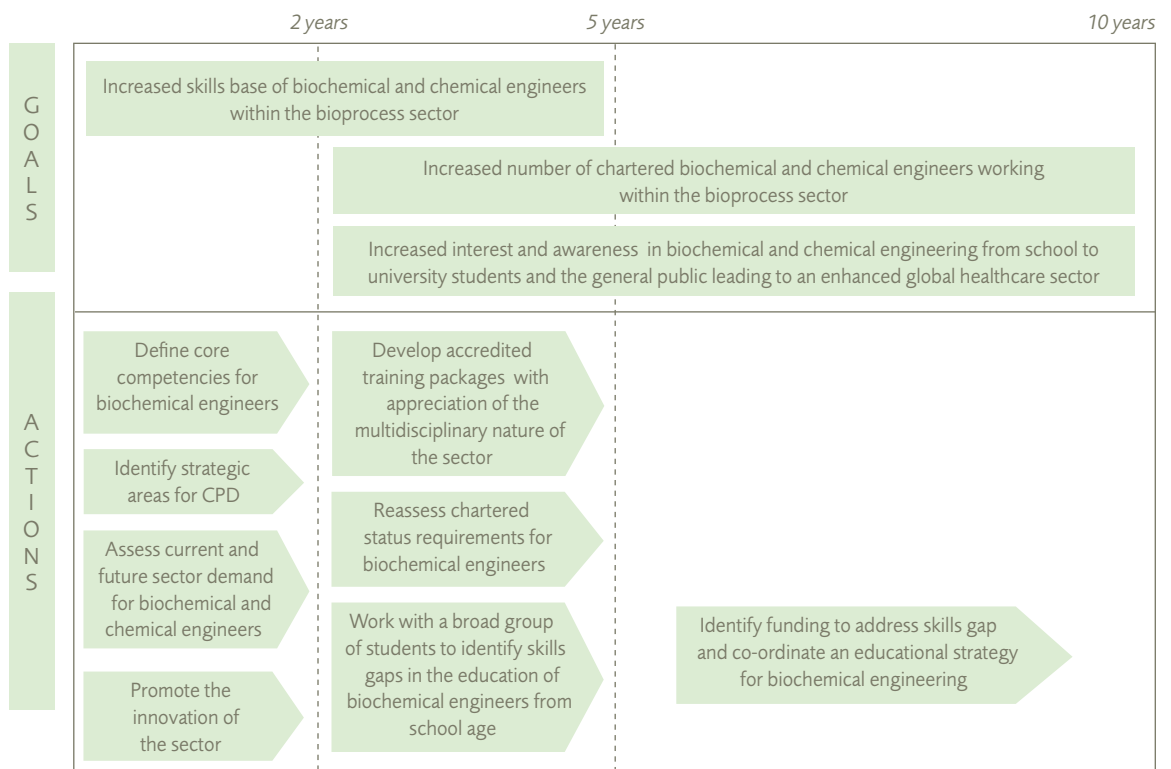 2 years
5 years
10 years
GOALS
Increased skills base of biochemical and chemical engineers
within the bioprocess sector
Increased number of chartered biochemical and chemical engineers working
within the bioprocess sector
Increased interest and awareness in biochemical and chemical engineering from school to
university students and the general public leading to an enhanced global healthcare sector
ACTIONS
Define core
competencies for
biochemical engineers
Identify strategic
areas for CPD
Assess current and
future sector demand
for biochemical and
chemical engineers
Promote the
innovation of
the sector
Develop accredited
training packages with
appreciation of the
multidisciplinary nature of
the sector
Reassess chartered
status requirements for
biochemical engineers
Work with a broad group
of students to identify skills
gaps in the education of
biochemical engineers from
school age
Identify funding to address skills gap
and co-ordinate an educational strategy
for biochemical engineering